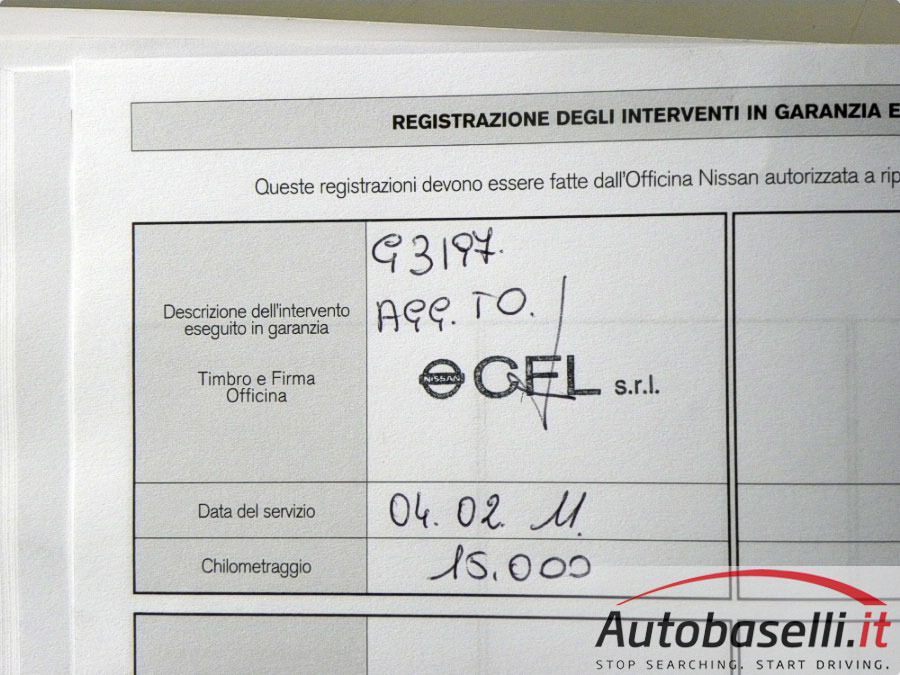 REGISTRAZIONE DEGLI INTERVENTI IN GARANZIA E
Queste registrazioni devono essere fatte dall'Officina Nissan autorizzata a rip
Descrizione dell'intervento
eseguito in garanzia
G3197.
AGG.TO.
Timbro e Firma
Officina
NISSAN
GEL s.r.l.
Data del servizio
04. 02. 11.
Chilometraggio
15.000
Autobaselli.it
STOP SEARCHING. START DRIVING.